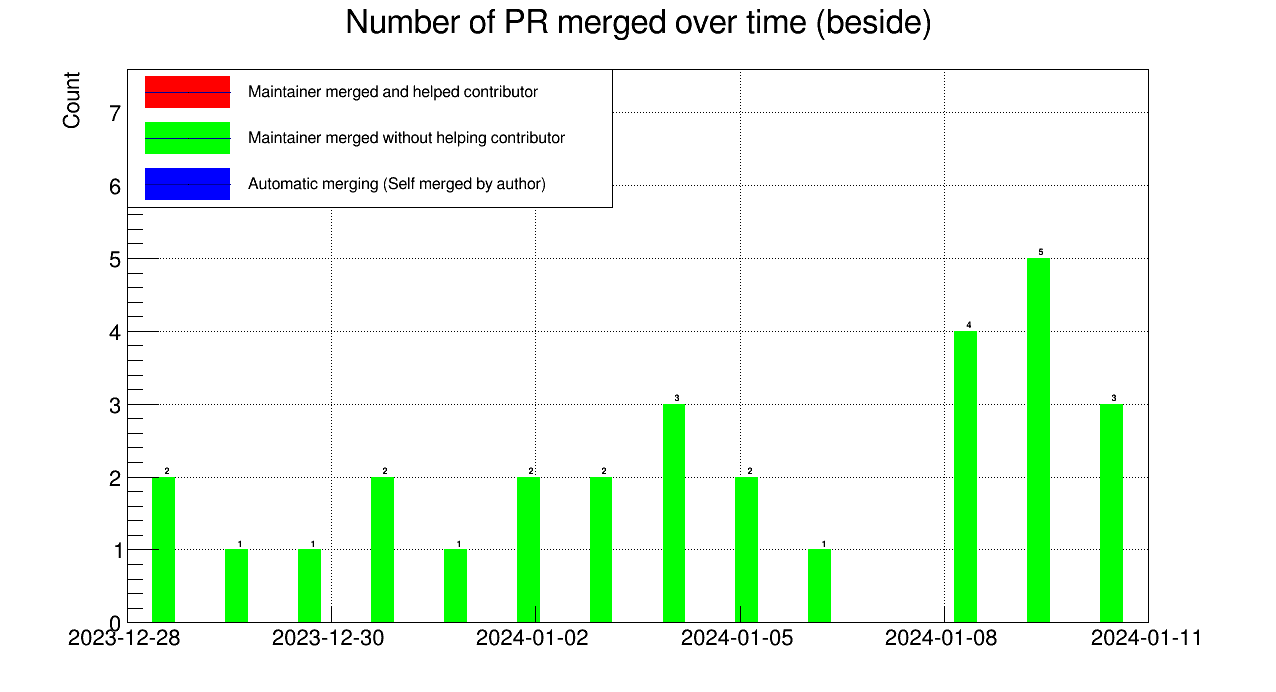 Number of PR merged over time (beside)
Count
Maintainer merged and helped contributor
Maintainer merged without helping contributor
Automatic merging (Self merged by author)
7
6
5
4
3
2
1
0
2 1 1 2 1 2 2 3 2 1 4 5 3
2023-12-28 2023-12-30 2024-01-02 2024-01-05 2024-01-08 2024-01-11